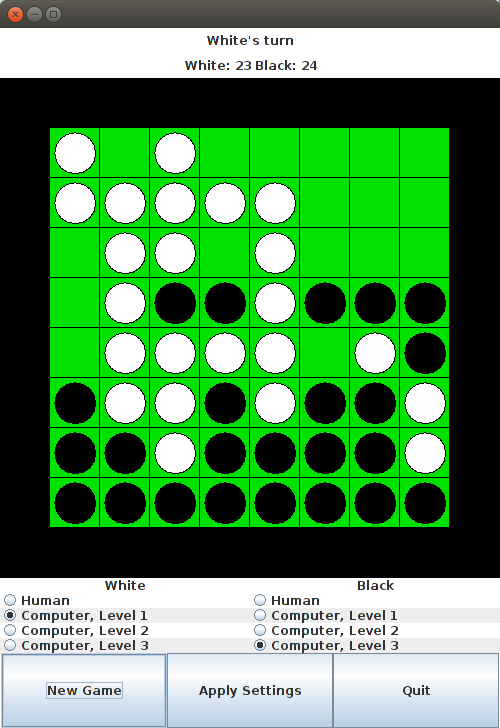 White's turn
White: 23 Black: 24
White Black
Human Human
Computer, Level 1 Computer, Level 1
Computer, Level 2 Computer, Level 2
Computer, Level 3 Computer, Level 3
New Game Apply Settings Quit